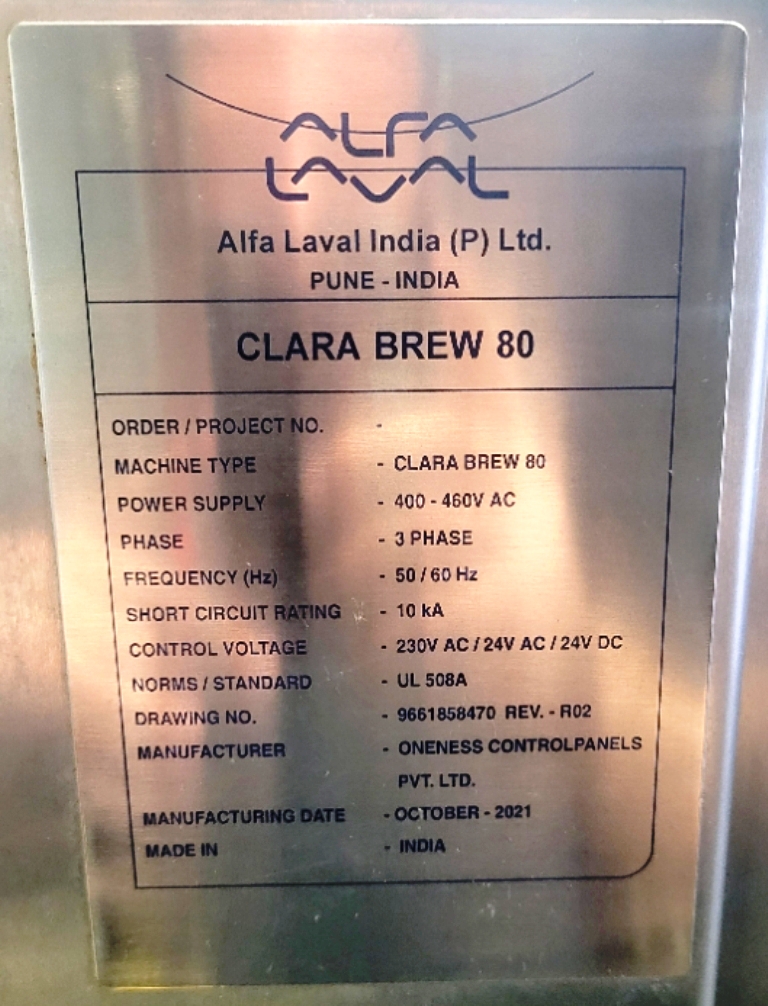 ALFA
LAVAL
Alfa Laval India (P) Ltd.
PUNE - INDIA
CLARA BREW 80
ORDER / PROJECT NO. -
MACHINE TYPE - CLARA BREW 80
POWER SUPPLY - 400 - 460V AC
PHASE - 3 PHASE
FREQUENCY (Hz) - 50 / 60 Hz
SHORT CIRCUIT RATING - 10 kA
CONTROL VOLTAGE - 230V AC / 24V AC / 24V DC
NORMS / STANDARD - UL 508A
DRAWING NO. - 9661858470 REV. - R02
MANUFACTURER - ONENESS CONTROLPANELS
PVT. LTD.
MANUFACTURING DATE - OCTOBER - 2021
MADE IN - INDIA